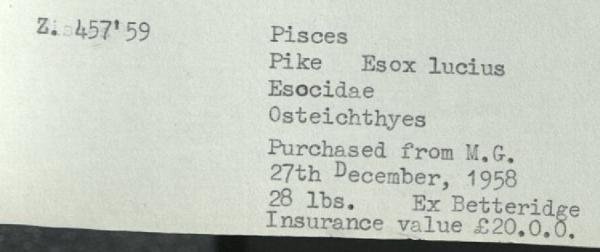 Z. 457'59
Pisces
Pike Esox lucius
Esocidae
Osteichthyes
Purchased from M.G.
27th December, 1958
28 lbs. Ex Betteridge
Insurance value £20.0.0.